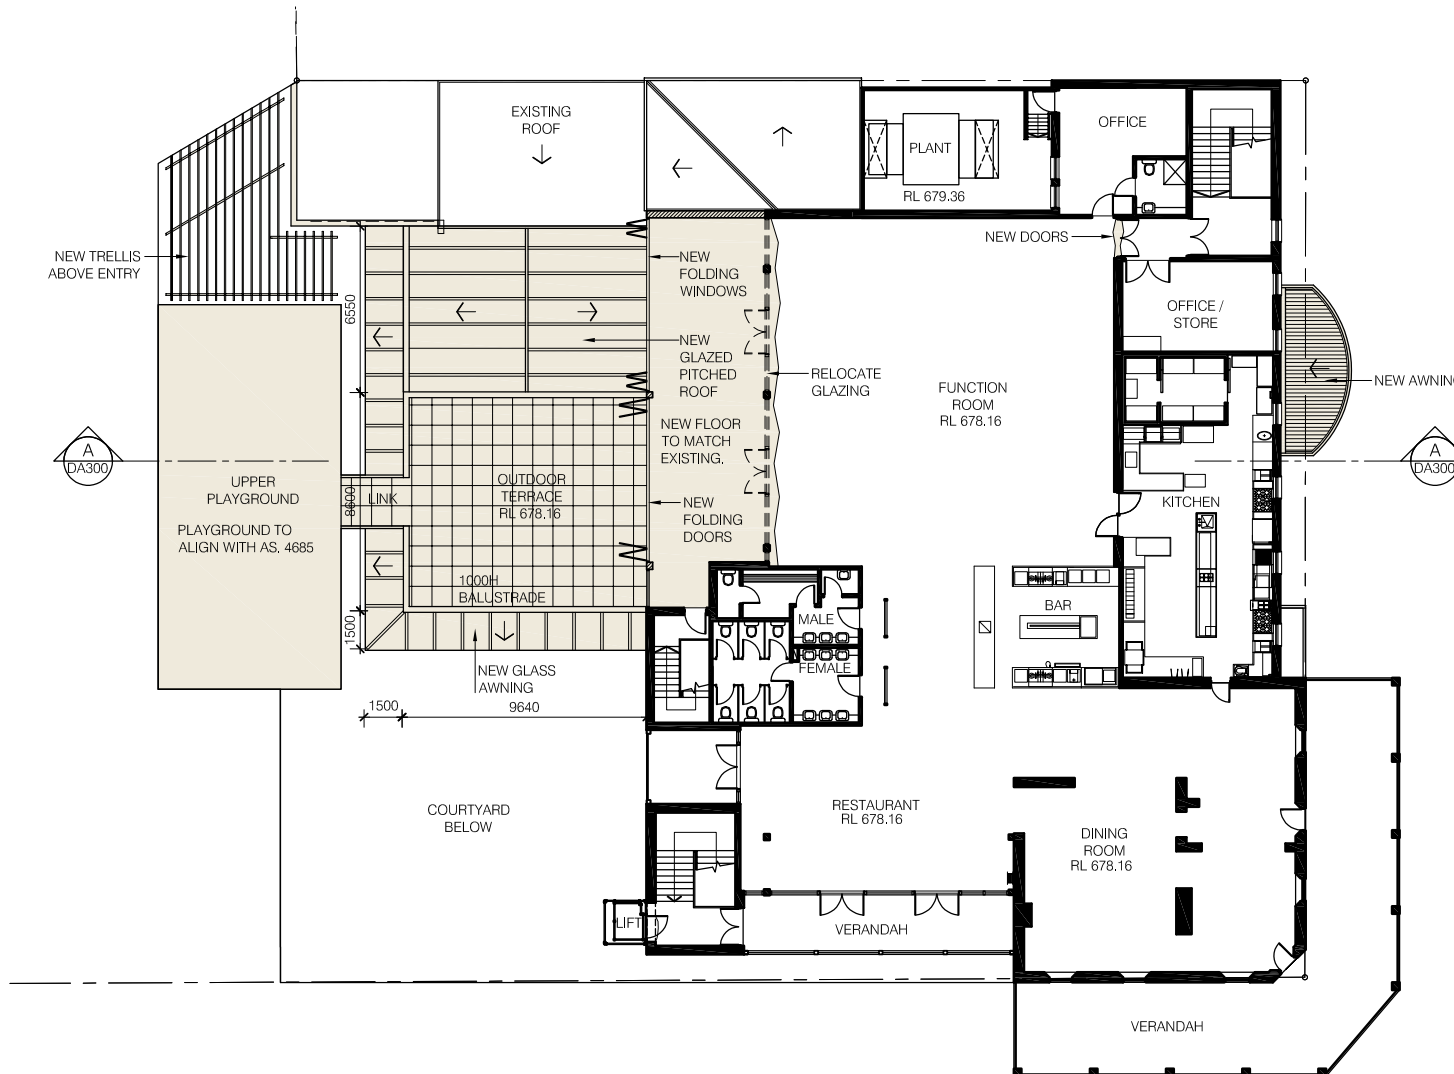 EXISTING
ROOF
PLANT
RL 679.36
OFFICE
NEW DOORS
NEW TRELLIS
ABOVE ENTRY
NEW
FOLDING
WINDOWS
OFFICE /
STORE
6550
NEW
GLAZED
PITCHED
ROOF
RELOCATE
GLAZING
FUNCTION
ROOM
RL 678.16
NEW AWNING
NEW FLOOR
TO MATCH
EXISTING.
A
DA300
A
DA300
UPPER
PLAYGROUND
PLAYGROUND TO
ALIGN WITH AS. 4685
8600
LINK
OUTDOOR
TERRACE
RL 678.16
NEW
FOLDING
DOORS
KITCHEN
1000H
BALUSTRADE
BAR
MALE
1500
FEMALE
NEW GLASS
AWNING
1500
9640
COURTYARD
BELOW
RESTAURANT
RL 678.16
DINING
ROOM
RL 678.16
LIFT
VERANDAH
VERANDAH